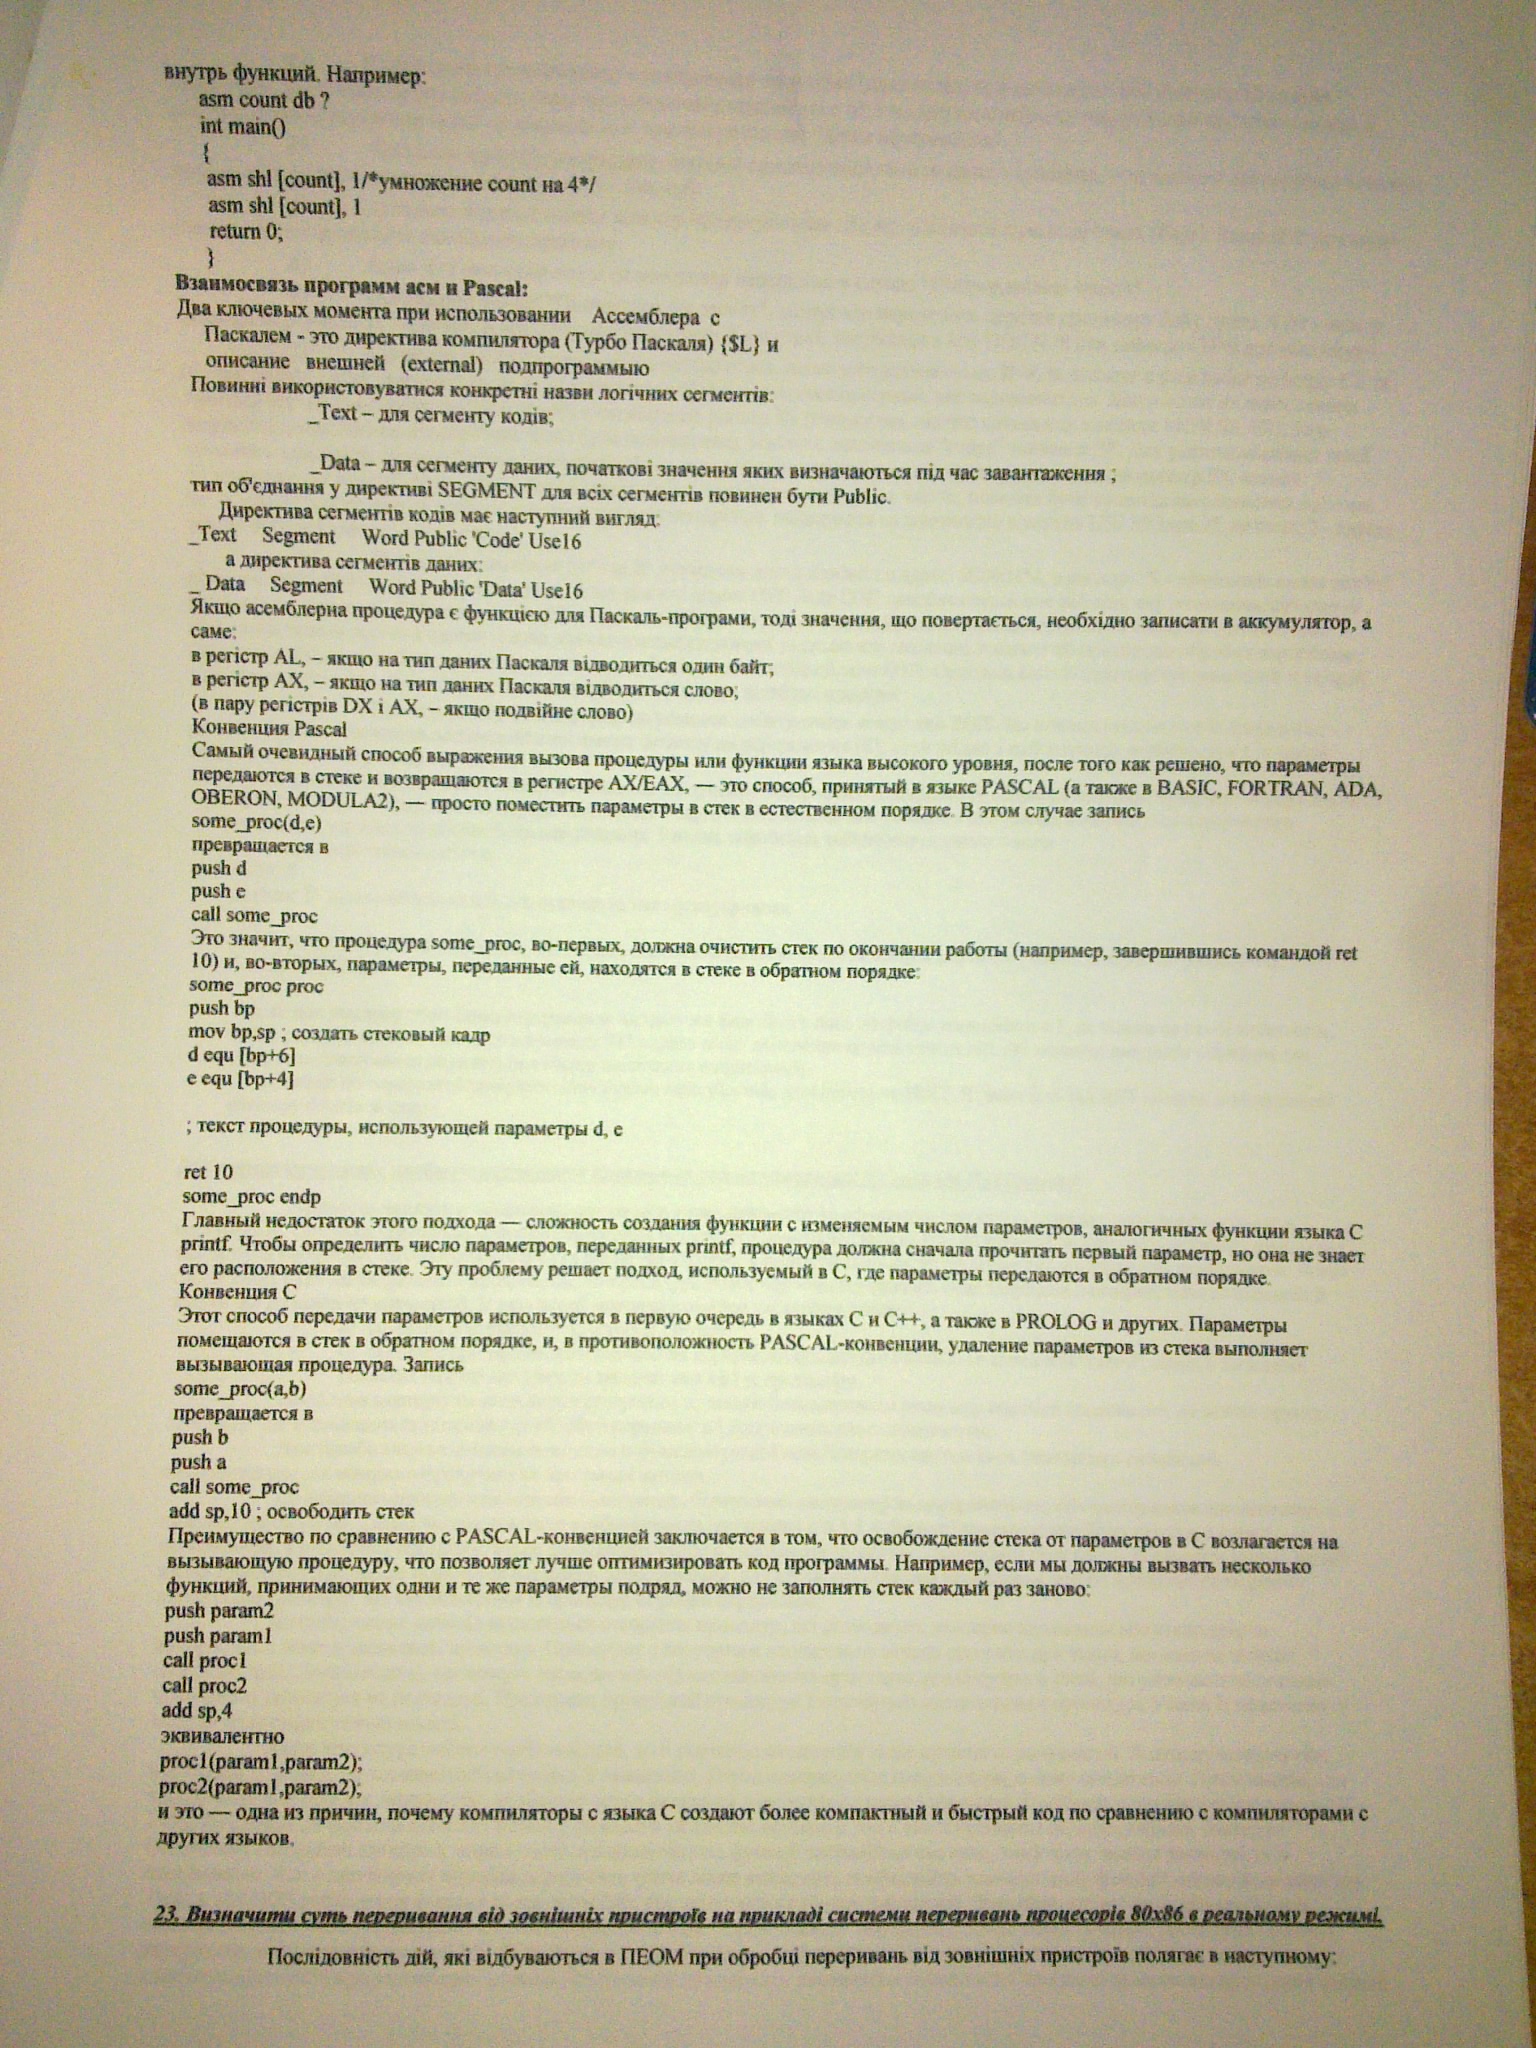 внутрь функций. Например:
asm count db ?
int main()
{
asm shl [count], 1/*умножение count на 4*/
asm shl [count], 1
return 0;
}
Взаимосвязь программ асм и Pascal:
Два ключевых момента при использовании Ассемблера с
Паскалем - это директива компилятора (Турбо Паскаля) {$L} и
описание внешней (external) подпрограммыю
Повинні використовуватися конкретні назви логічних сегментів:
_Text – для сегменту кодів;
_Data – для сегменту даних, початкові значення яких визначаються під час завантаження ;
тип об'єднання у директиві SEGMENT для всіх сегментів повинен бути Public.
Директива сегментів кодів має наступний вигляд:
_Text Segment Word Public 'Code' Use16
а директива сегментів даних:
_ Data Segment Word Public 'Data' Use16
Якщо асемблерна процедура є функцією для Паскаль-програми, тоді значення, що повертається, необхідно записати в аккумулятор, а
саме:
в регістр AL, – якщо на тип даних Паскаля відводиться один байт;
в регістр AX, – якщо на тип даних Паскаля відводиться слово;
(в пару регістрів DX і AX, – якщо подвійне слово)
Конвенция Pascal
Самый очевидный способ выражения вызова процедуры или функции языка высокого уровня, после того как решено, что параметры
передаются в стеке и возвращаются в регистре AX/EAX, — это способ, принятый в языке PASCAL (а также в BASIC, FORTRAN, ADA,
OBERON, MODULA2), — просто поместить параметры в стек в естественном порядке. В этом случае запись
some_proc(d,e)
превращается в
push d
push e
call some_proc
Это значит, что процедура some_proc, во-первых, должна очистить стек по окончании работы (например, завершившись командой ret
10) и, во-вторых, параметры, переданные ей, находятся в стеке в обратном порядке:
some_proc proc
push bp
mov bp,sp ; создать стековый кадр
d equ [bp+6]
e equ [bp+4]
; текст процедуры, использующей параметры d, e
ret 10
some_proc endp
Главный недостаток этого подхода — сложность создания функции с изменяемым числом параметров, аналогичных функции языка С
printf. Чтобы определить число параметров, переданных printf, процедура должна сначала прочитать первый параметр, но она не знает
его расположения в стеке. Эту проблему решает подход, используемый в С, где параметры передаются в обратном порядке.
Конвенция С
Этот способ передачи параметров используется в первую очередь в языках С и С++, а также в PROLOG и других. Параметры
помещаются в стек в обратном порядке, и, в противоположность PASCAL-конвенции, удаление параметров из стека выполняет
вызывающая процедура. Запись
some_proc(a,b)
превращается в
push b
push a
call some_proc
add sp,10 ; освободить стек
Преимущество по сравнению с PASCAL-конвенцией заключается в том, что освобождение стека от параметров в С возлагается на
вызывающую процедуру, что позволяет лучше оптимизировать код программы. Например, если мы должны вызвать несколько
функций, принимающих одни и те же параметры подряд, можно не заполнять стек каждый раз заново:
push param2
push param1
call proc1
call proc2
add sp,4
эквивалентно
proc1(param1,param2);
proc2(param1,param2);
и это — одна из причин, почему компиляторы с языка С создают более компактный и быстрый код по сравнению с компиляторами с
других языков.
23. Визначити суть переривання від зовнішніх пристроїв на прикладі системи переривань процесорів 80x86 в реальному режимі.
Послідовність дій, які відбуваються в ПЕОМ при обробці переривань від зовнішніх пристроїв полягає в наступному: